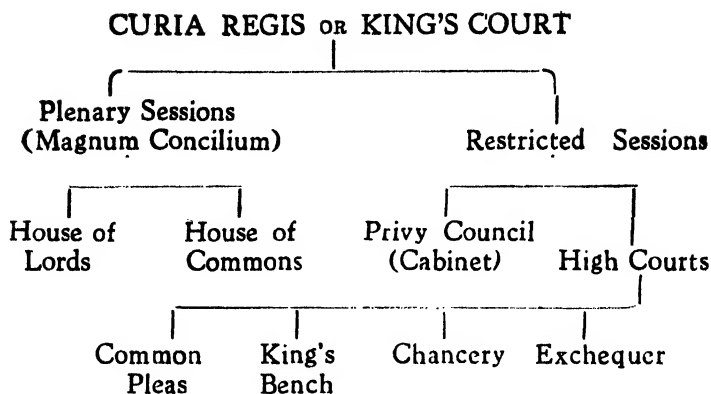 CURIA REGIS OR KING'S COURT
Plenary Sessions
(Magnum Concilium)
Restricted Sessions
House of
Lords
House of
Commons
Privy Council
(Cabinet)
High Courts
Common
Pleas
King's
Bench
Chancery
Exchequer